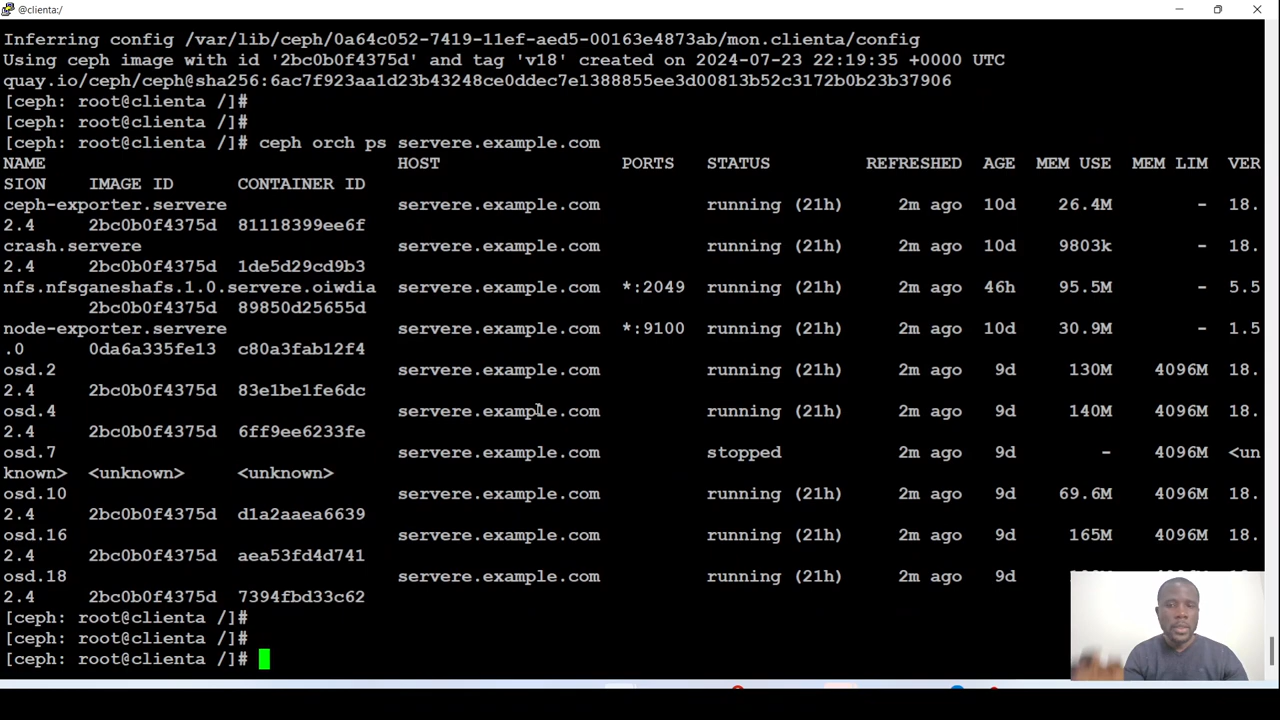 @clienta:/
Inferring config /var/lib/ceph/0a64c052-7419-11ef-aed5-00163e4873ab/mon.clienta/config
Using ceph image with id '2bc0b0f4375d' and tag 'v18' created on 2024-07-23 22:19:35 +0000 UTC
quay.io/ceph/ceph@sha256:6ac7f923aa1d23b43248ce0ddec7e1388855ee3d00813b52c3172b0b23b37906
[ceph: root@clienta /]#
[ceph: root@clienta /]#
[ceph: root@clienta /]# ceph orch ps servere.example.com
NAME HOST PORTS STATUS REFRESHED AGE MEM USE MEM LIM VER
SION IMAGE ID CONTAINER ID
ceph-exporter.servere servere.example.com running (21h) 2m ago 10d 26.4M - 18.
2.4 2bc0b0f4375d 81118399ee6f
crash.servere servere.example.com running (21h) 2m ago 10d 9803k - 18.
2.4 2bc0b0f4375d 1de5d29cd9b3
nfs.nfsganeshafs.1.0.servere.oiwdia servere.example.com *:2049 running (21h) 2m ago 46h 95.5M - 5.5
2bc0b0f4375d 89850d25655d
node-exporter.servere servere.example.com *:9100 running (21h) 2m ago 10d 30.9M - 1.5
.0 0da6a335fe13 c80a3fab12f4
osd.2 servere.example.com running (21h) 2m ago 9d 130M 4096M 18.
2.4 2bc0b0f4375d 83e1be1fe6dc
osd.4 servere.example.com running (21h) 2m ago 9d 140M 4096M 18.
2.4 2bc0b0f4375d 6ff9ee6233fe
osd.7 servere.example.com stopped 2m ago 9d - 4096M <un
known> <unknown> <unknown>
osd.10 servere.example.com running (21h) 2m ago 9d 69.6M 4096M 18.
2.4 2bc0b0f4375d d1a2aaea6639
osd.16 servere.example.com running (21h) 2m ago 9d 165M 4096M 18.
2.4 2bc0b0f4375d aea53fd4d741
osd.18 servere.example.com running (21h) 2m ago 9d
2.4 2bc0b0f4375d 7394fbd33c62
[ceph: root@clienta /]#
[ceph: root@clienta /]#
[ceph: root@clienta /]#